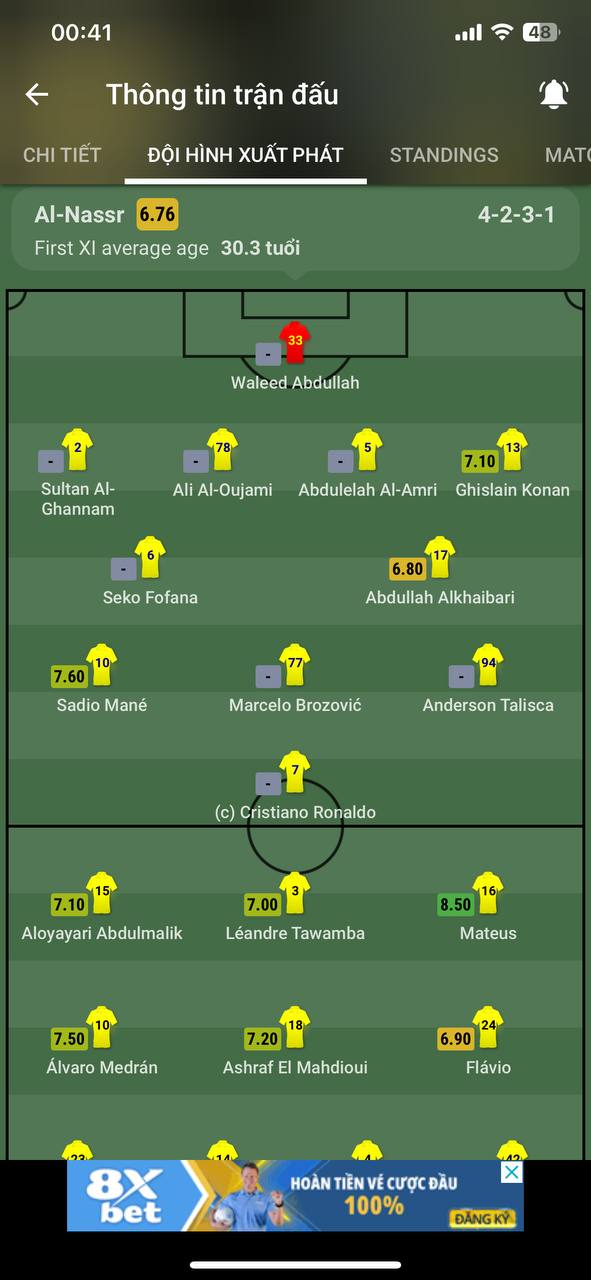 00:41
48
Thông tin trận đấu
CHI TIẾT ĐỘI HÌNH XUẤT PHÁT STANDINGS MATC
Al-Nassr 6.76 4-2-3-1
First XI average age 30.3 tuổi
- 33
Waleed Abdullah
- 2 - 78 - 5 7.10 13
Sultan Al-Ghannam Ali Al-Oujami Abdulelah Al-Amri Ghislain Konan
- 6 6.80 17
Seko Fofana Abdullah Alkhaibari
7.60 10 - 77 - 94
Sadio Mané Marcelo Brozović Anderson Talisca
- 7
(c) Cristiano Ronaldo
7.10 15 7.00 3 8.50 16
Aloyayari Abdulmalik Léandre Tawamba Mateus
7.50 10 7.20 18 6.90 24
Álvaro Medrán Ashraf El Mahdioui Flávio
23 14 4 42
8X bet
HOÀN TIỀN VÉ CƯỢC ĐẦU
100%
ĐĂNG KÝ